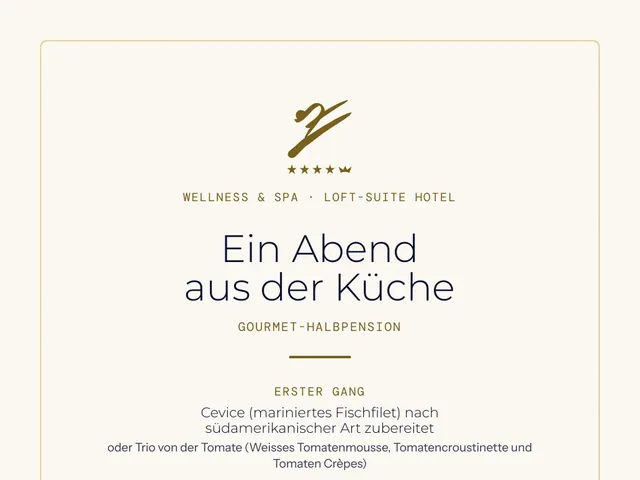 WELLNESS & SPA · LOFT-SUITE HOTEL
Ein Abend
aus der Küche
GOURMET-HALBPENSION
ERSTER GANG
Cevice (mariniertes Fischfilet) nach
südamerikanischer Art zubereitet
oder Trio von der Tomate (Weisses Tomatenmousse, Tomatencroustinette und
Tomaten Crèpes)